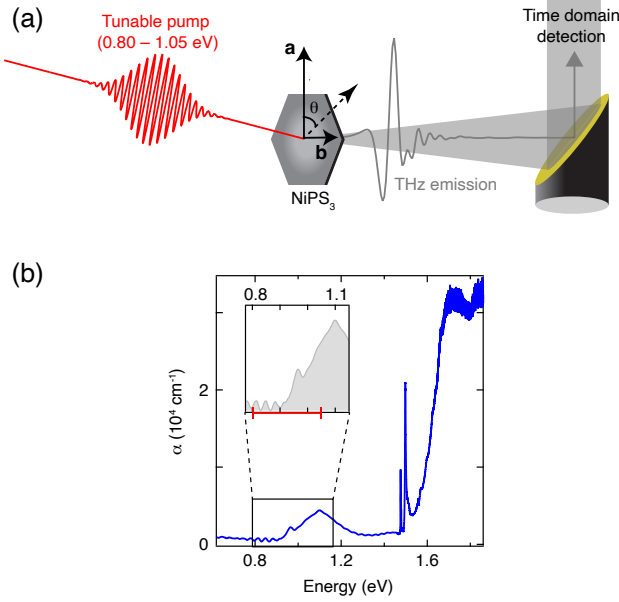 (a)
Tunable pump
(0.80 – 1.05 eV)
Time domain
detection
a
θ
b
THz emission
NiPS3
(b)
0.8 1.1
2
0
α (10⁴ cm⁻¹)
0.8 1.2 1.6
Energy (eV)